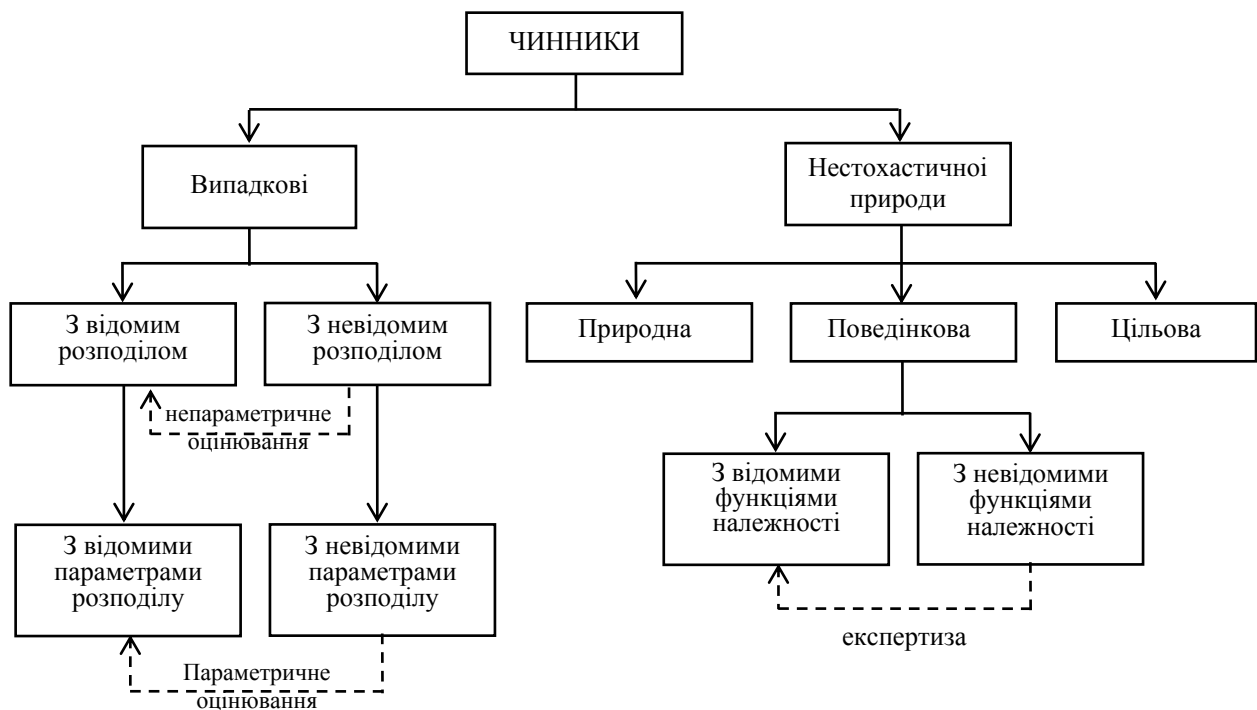 ЧИННИКИ
Випадкові
Нестохастичної
природи
З відомим
розподілом
З невідомим
розподілом
Природна
Поведінкова
Цільова
непараметричне
оцінювання
З відомими
функціями
належності
З невідомими
функціями
належності
З відомими
параметрами
розподілу
З невідомими
параметрами
розподілу
експертиза
Параметричне
оцінювання